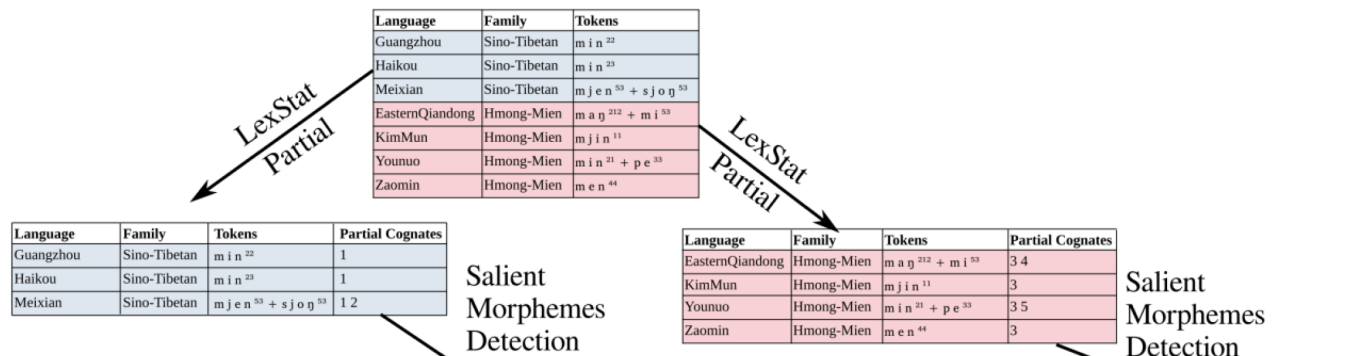 Language Family Tokens
Guangzhou Sino-Tibetan m i n ²²
Haikou Sino-Tibetan m i n ²³
Meixian Sino-Tibetan m j e n ⁵³ + s j o ŋ ⁵³
EasternQiandong Hmong-Mien m a ŋ ²¹² + m i ⁵³
KimMun Hmong-Mien m j i n ¹¹
Younuo Hmong-Mien m i n ²¹ + p e ³³
Zaomin Hmong-Mien m e n ⁴⁴
LexStat
Partial
LexStat
Partial
Language Family Tokens Partial Cognates
Guangzhou Sino-Tibetan m i n ²² 1
Haikou Sino-Tibetan m i n ²³ 1
Meixian Sino-Tibetan m j e n ⁵³ + s j o ŋ ⁵³ 1 2
Salient
Morphemes
Detection
Language Family Tokens Partial Cognates
EasternQiandong Hmong-Mien m a ŋ ²¹² + m i ⁵³ 3 4
KimMun Hmong-Mien m j i n ¹¹ 3
Younuo Hmong-Mien m i n ²¹ + p e ³³ 3 5
Zaomin Hmong-Mien m e n ⁴⁴ 3
Salient
Morphemes
Detection